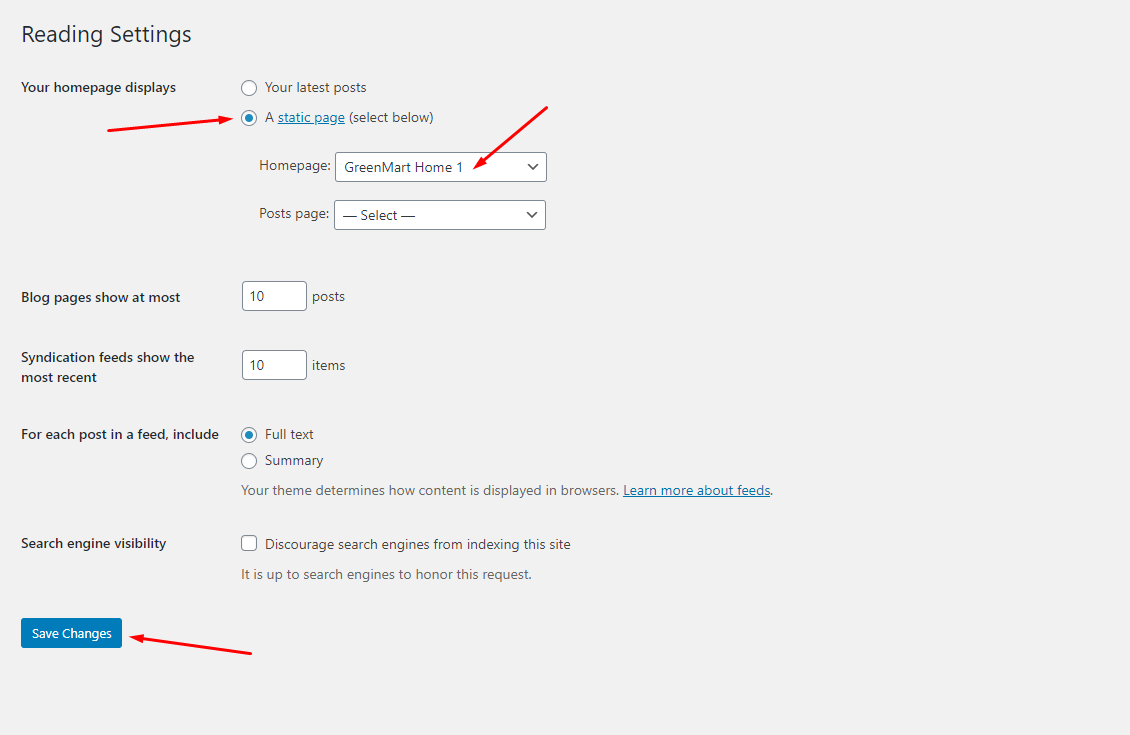 Reading Settings
Your homepage displays
Your latest posts
A static page (select below)
Homepage: GreenMart Home 1
Posts page: — Select —
Blog pages show at most 10 posts
Syndication feeds show the
most recent
10 items
For each post in a feed, include
Full text
Summary
Your theme determines how content is displayed in browsers. Learn more about feeds.
Search engine visibility
Discourage search engines from indexing this site
It is up to search engines to honor this request.
Save Changes